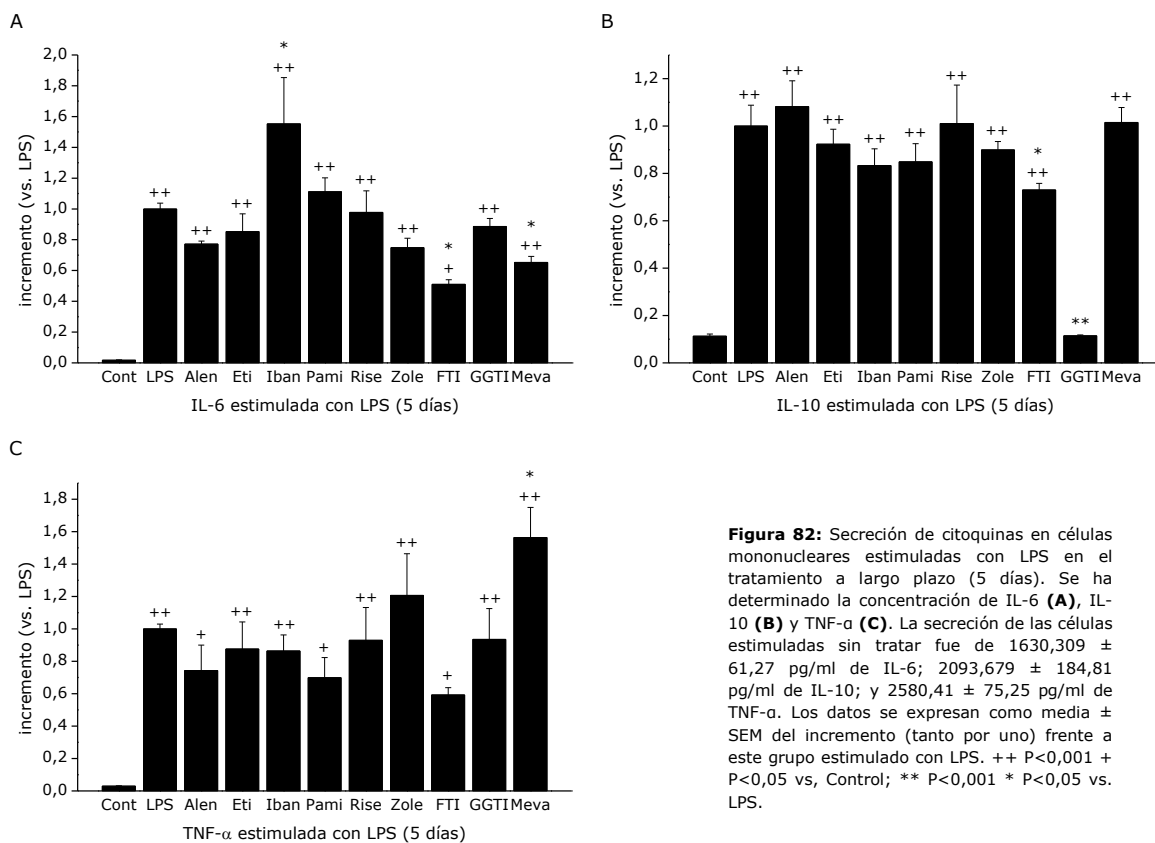 A
2,0
1,8
1,6
1,4
1,2
1,0
0,8
0,6
0,4
0,2
0,0
incremento (vs. LPS)
++
++
++
*
++
++
++
++
*
+
++
*
++
Cont LPS Alen Eti Iban Pami Rise Zole FTI GGTI Meva
IL-6 estimulada con LPS (5 días)
B
1,2
1,0
0,8
0,6
0,4
0,2
0,0
incremento (vs. LPS)
++
++
++
++
++
++
++
*
++
**
++
Cont LPS Alen Eti Iban Pami Rise Zole FTI GGTI Meva
IL-10 estimulada con LPS (5 días)
C
1,8
1,6
1,4
1,2
1,0
0,8
0,6
0,4
0,2
0,0
incremento (vs. LPS)
++
+
++
++
+
++
++
+
++
*
++
Cont LPS Alen Eti Iban Pami Rise Zole FTI GGTI Meva
TNF-α estimulada con LPS (5 días)
Figura 82: Secreción de citoquinas en células
mononucleares estimuladas con LPS en el
tratamiento a largo plazo (5 días). Se ha
determinado la concentración de IL-6 (A), IL-
10 (B) y TNF-α (C). La secreción de las células
estimuladas sin tratar fue de 1630,309 ±
61,27 pg/ml de IL-6; 2093,679 ± 184,81
pg/ml de IL-10; y 2580,41 ± 75,25 pg/ml de
TNF-α. Los datos se expresan como media ±
SEM del incremento (tanto por uno) frente a
este grupo estimulado con LPS. ++ P<0,001 +
P<0,05 vs, Control; ** P<0,001 * P<0,05 vs.
LPS.